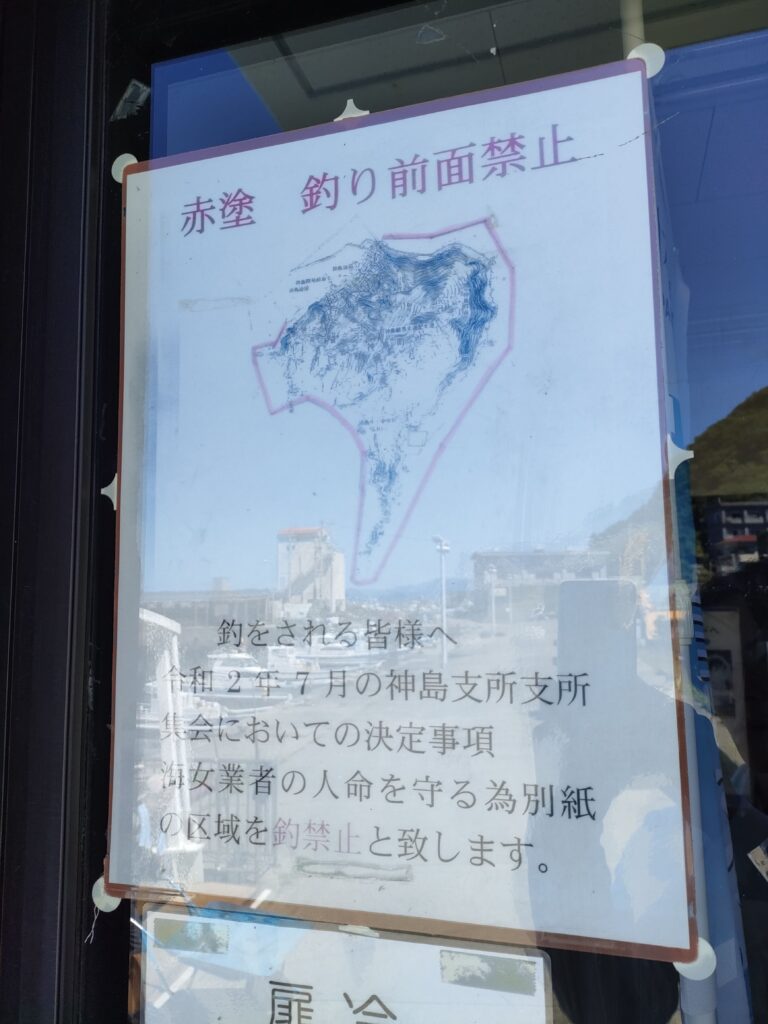 赤塗　釣り前面禁止
釣をされる皆様へ
令和２年７月の神島支所支所
集会においての決定事項
海女業者の人命を守る為別紙
の区域を釣禁止と致します。
扉 冷